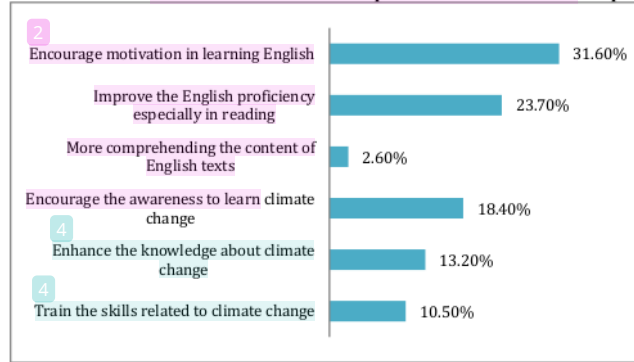 2
Encourage motivation in learning English
31.60%
Improve the English proficiency
especially in reading
23.70%
More comprehending the content of
English texts
2.60%
Encourage the awareness to learn climate
change
18.40%
4
Enhance the knowledge about climate
change
13.20%
4
Train the skills related to climate change
10.50%